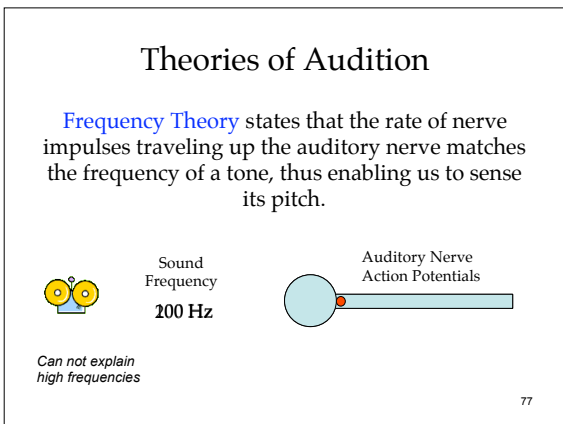 Theories of Audition
Frequency Theory states that the rate of nerve
impulses traveling up the auditory nerve matches
the frequency of a tone, thus enabling us to sense
its pitch.
Sound
Frequency
Hz
Auditory Nerve
Action Potentials
Can not explain
high frequencies
77